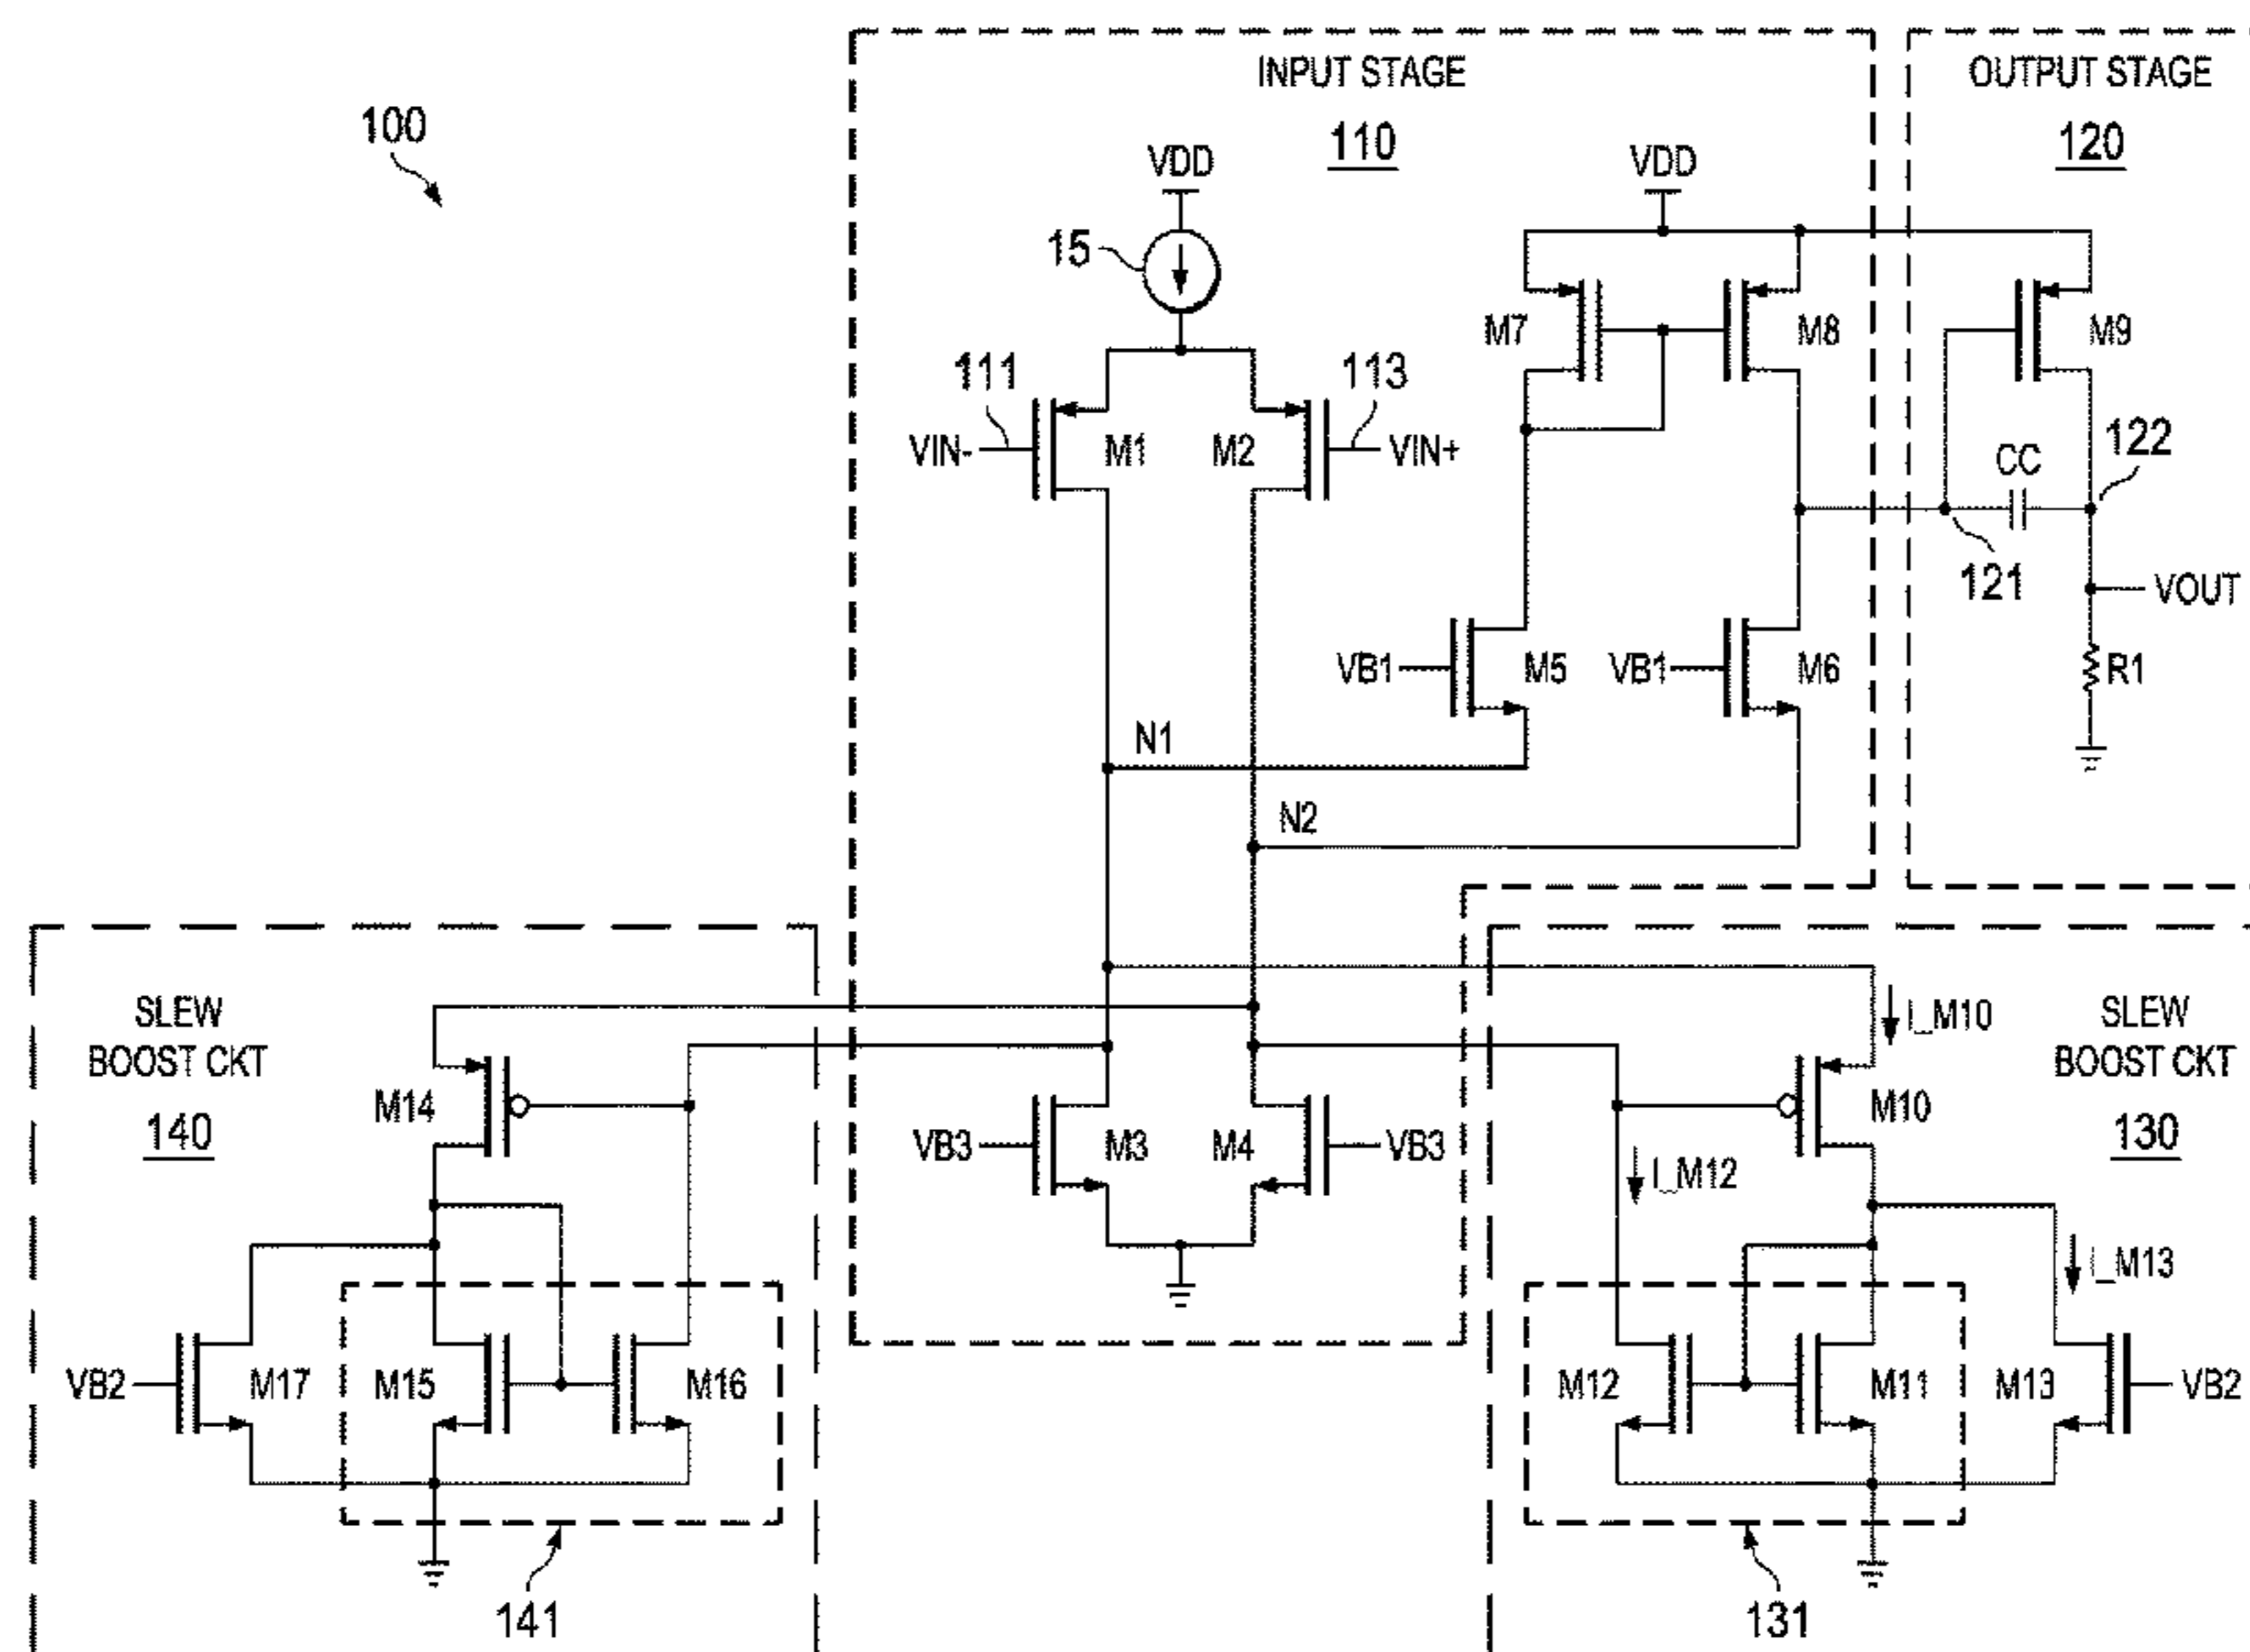 INPUT STAGE
110
OUTPUT STAGE
120
100
VDD
VDD
15
M7
M8
M9
111
113
VIN-
M1
M2
VIN+
CC
122
121
VOUT
VB1
M5
VB1
M6
R1
N1
N2
SLEW
BOOST CKT
140
M14
I_M10
SLEW
BOOST CKT
130
M10
VB3
M3
M4
VB3
I_M12
I_M13
VB2
M17
M15
M16
M12
M11
M13
VB2
141
131